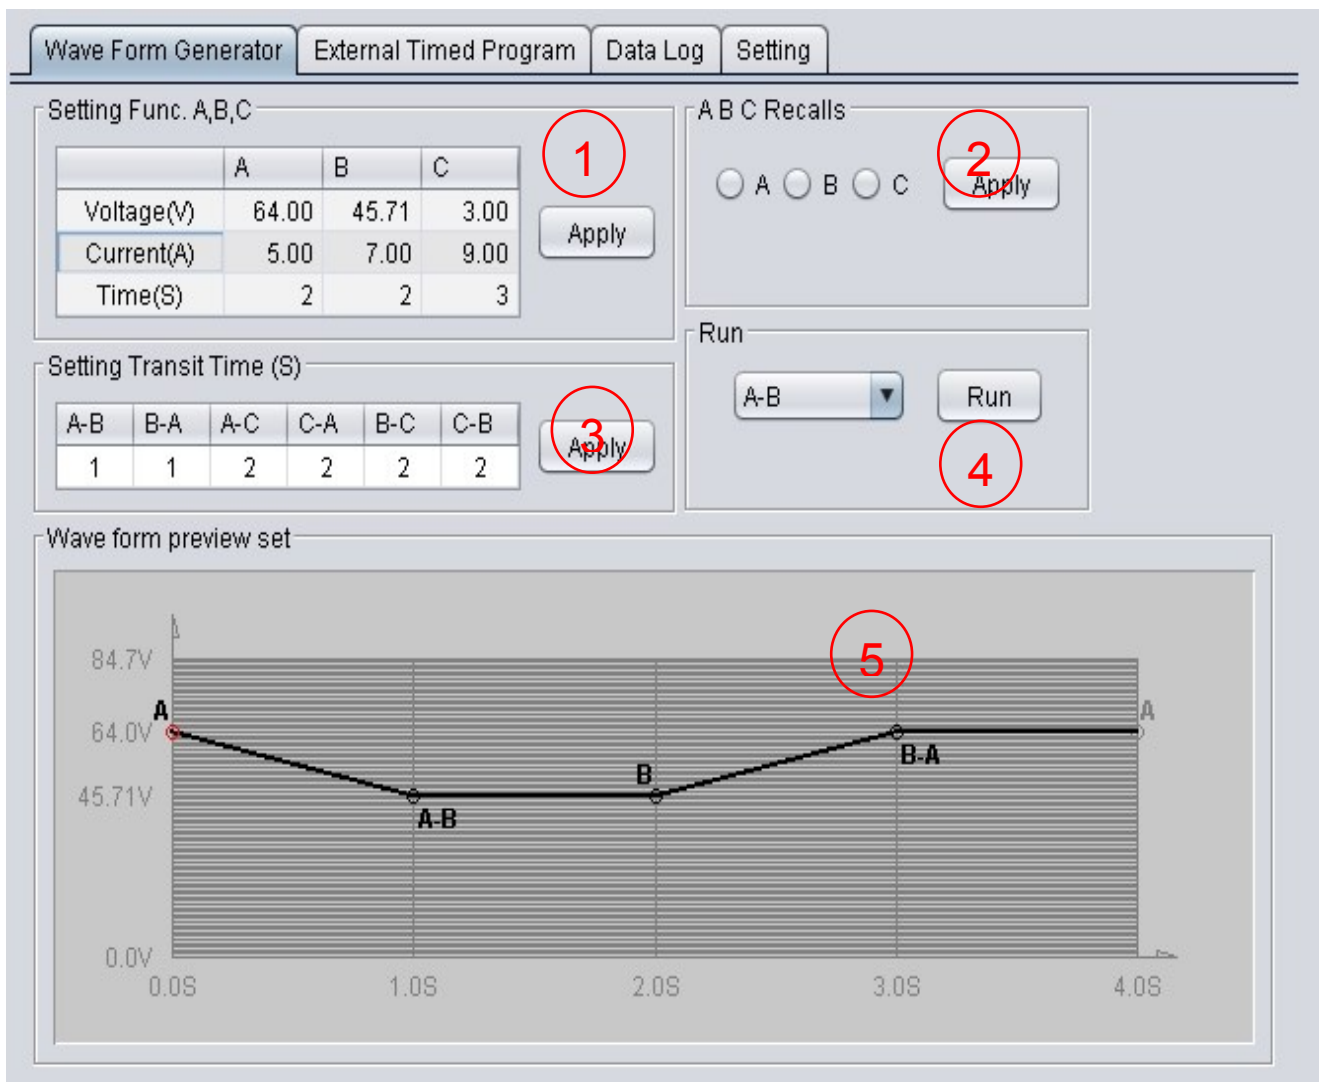 Wave Form Generator External Timed Program Data Log Setting
Setting Func. A,B,C
A B C
Voltage(V) 64.00 45.71 3.00
Current(A) 5.00 7.00 9.00
Time(S) 2 2 3
1
Apply
A B C Recalls
A B C
2
Apply
Setting Transit Time (S)
A-B B-A A-C C-A B-C C-B
1 1 2 2 2 2
3
Apply
Run
A-B Run
4
Wave form preview set
5
84.7V
A A
64.0V
B-A
B
45.71V
A-B
0.0V
0.0S 1.0S 2.0S 3.0S 4.0S